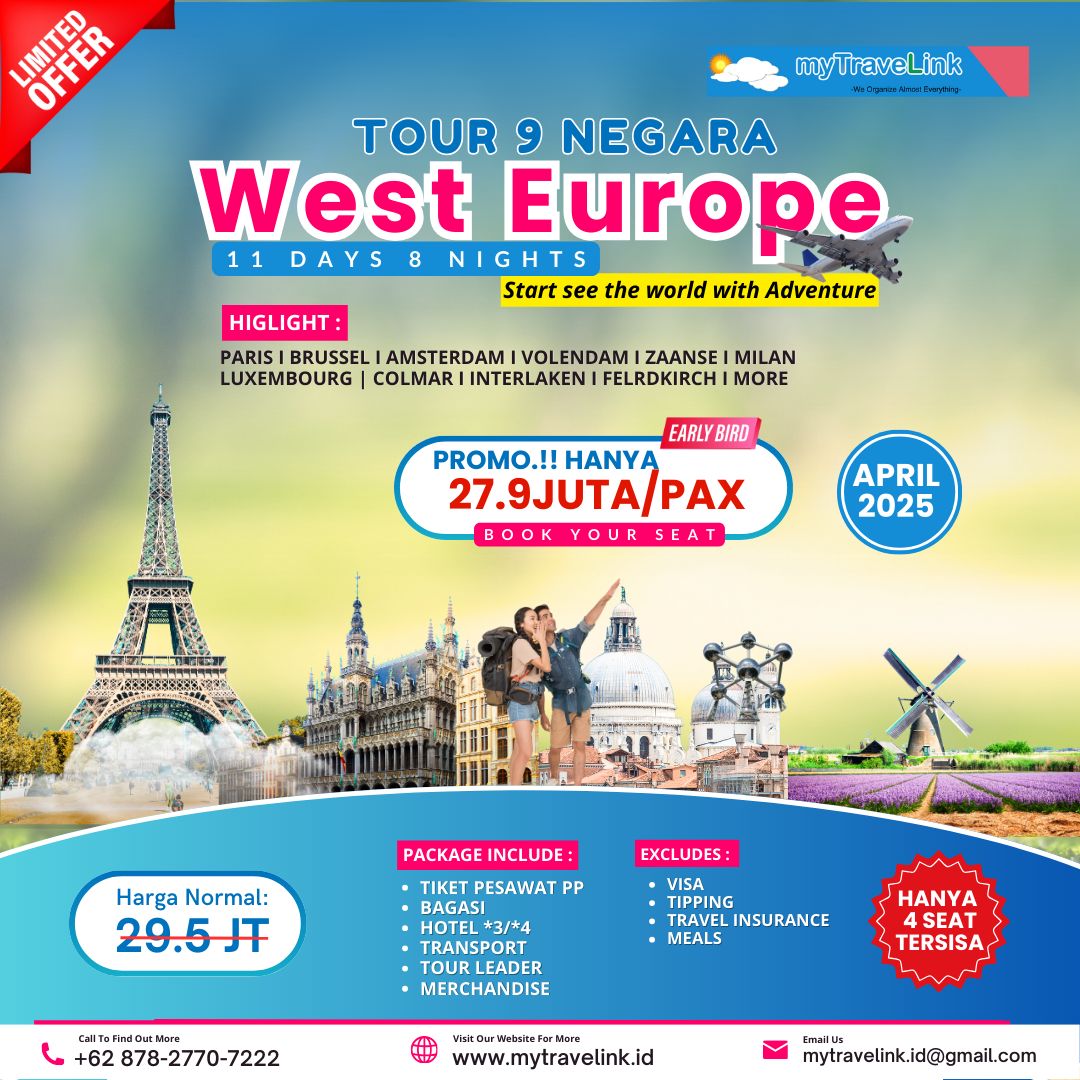 LIMITED
OFFER
myTraveLink
-We Organize Almost Everything-
TOUR 9 NEGARA
West Europe
11 DAYS 8 NIGHTS
Start see the world with Adventure
HIGLIGHT :
PARIS I BRUSSEL I AMSTERDAM I VOLENDAM I ZAANSE I MILAN
LUXEMBOURG | COLMAR I INTERLAKEN I FELRDKIRCH I MORE
EARLY BIRD
PROMO.!! HANYA
27.9JUTA/PAX
BOOK YOUR SEAT
APRIL
2025
Harga Normal:
29.5 JT
PACKAGE INCLUDE :
• TIKET PESAWAT PP
• BAGASI
• HOTEL *3/*4
• TRANSPORT
• TOUR LEADER
• MERCHANDISE
EXCLUDES :
• VISA
• TIPPING
• TRAVEL INSURANCE
• MEALS
HANYA
4 SEAT
TERSISA
Call To Find Out More
+62 878-2770-7222
Visit Our Website For More
www.mytravelink.id
Email Us
mytravelink.id@gmail.com